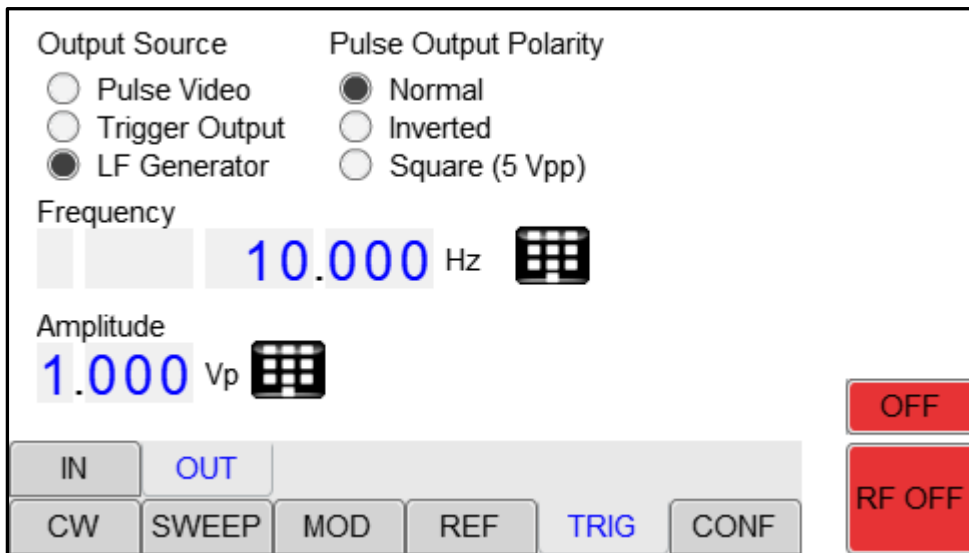 Output Source
Pulse Output Polarity
Pulse Video
Normal
Trigger Output
Inverted
LF Generator
Square (5 Vpp)
Frequency
10.000 Hz
Amplitude
1.000 Vp
OFF
IN OUT
RF OFF
CW SWEEP MOD REF TRIG CONF